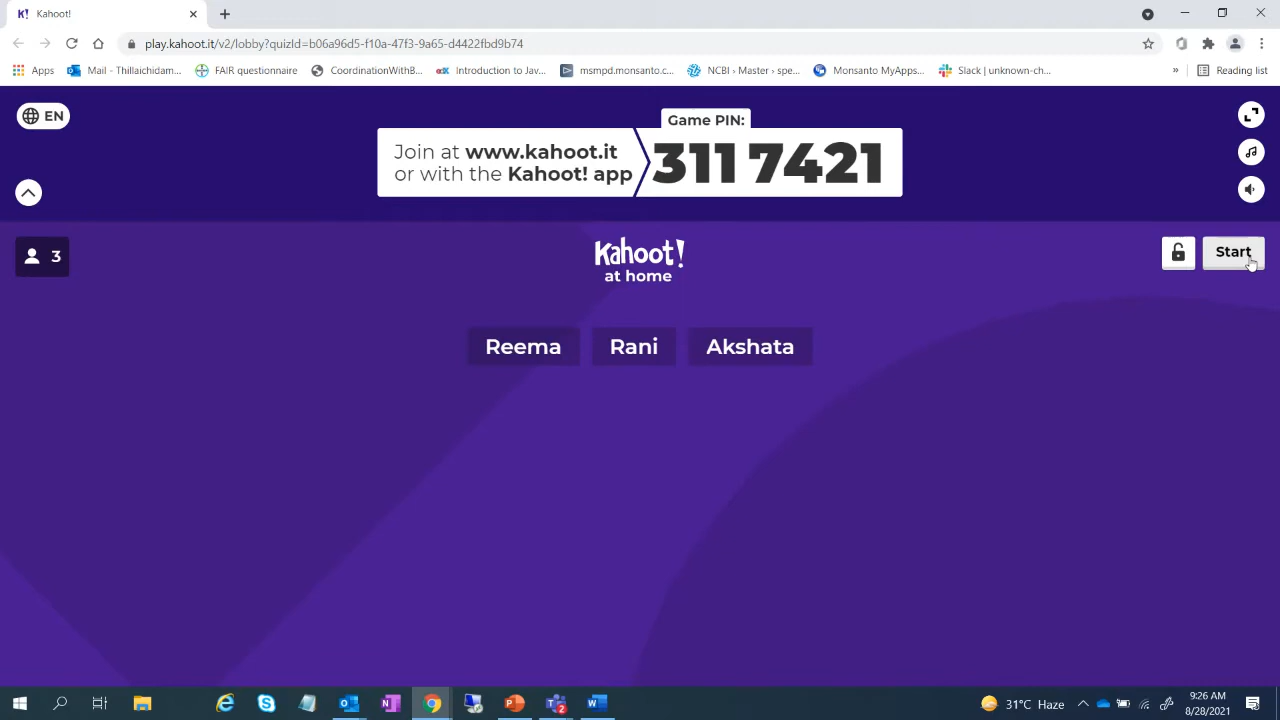 Kahoot!
play.kahoot.it/v2/lobby?quizId=b06a96d5-f10a-47f3-9a65-d4422fbd9b74
Apps Mail - Thillaichidam... FAIR questionnaire CoordinationWithB... Introduction to Jav... msmpd.monsanto.c... NCBI › Master › spe... Monsanto MyApps... Slack | unknown-ch... » Reading list
EN
Game PIN:
Join at www.kahoot.it
or with the Kahoot! app
311 7421
3
Kahoot!
at home
Start
Reema Rani Akshata
31°C Haze
9:26 AM
8/28/2021